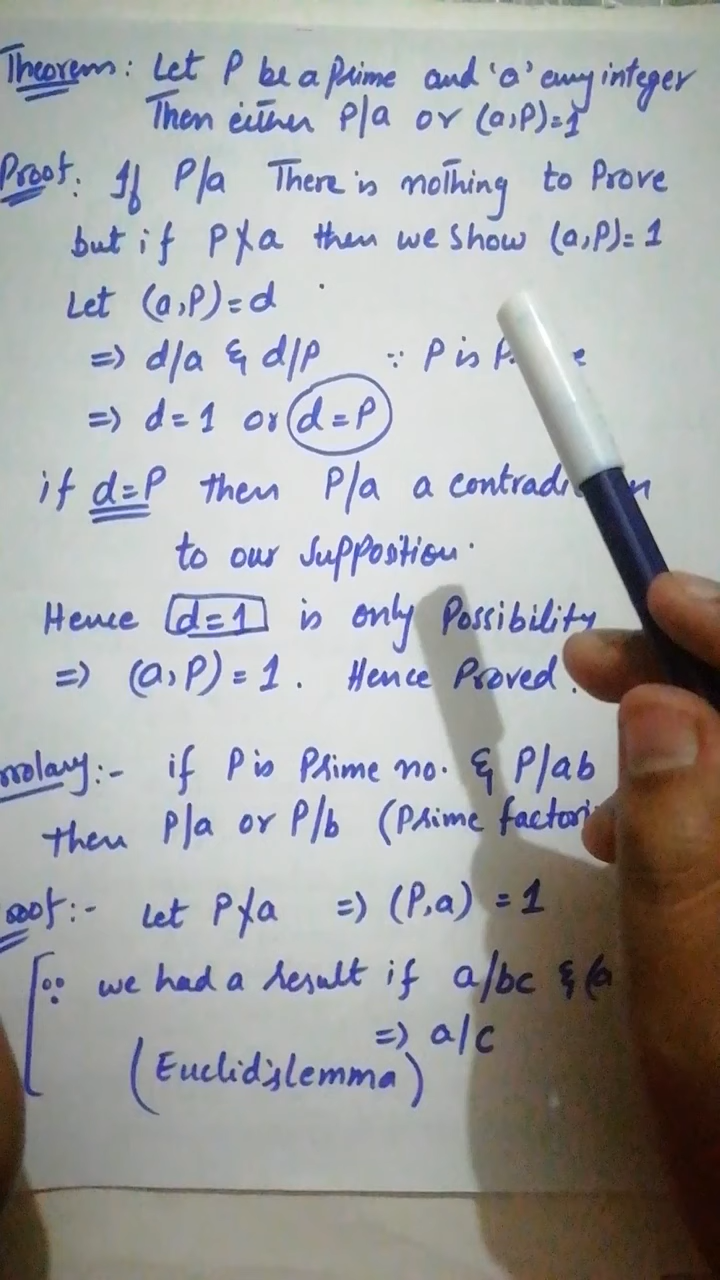 Theorem: Let P be a Prime and 'a' any integer
Then either P/a or (a,P)=1
Proof: If P/a There is nothing to Prove
but if P∤a then we Show (a,P)=1
Let (a,P)=d
=> d/a & d/P ∵ P is
=> d=1 or d=P
if d=P then P/a a
to our Suppostion.
Hence d=1 is only Possibility
=> (a,P)=1. Hence Proved.
if P is Prime no. & P/ab
then P/a or P/b (Prime
Let P∤a => (P,a) = 1
[∵ we had a result if a/bc & (a
=> a/c
(Euclid's lemma)